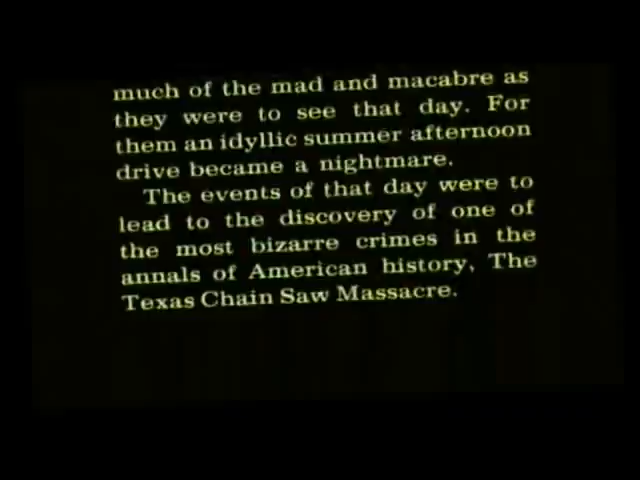 much of the mad and macabre as
they were to see that day. For
them an idyllic summer afternoon
drive became a nightmare.
The events of that day were to
lead to the discovery of one of
the most bizarre crimes in the
annals of American history, The
Texas Chain Saw Massacre.